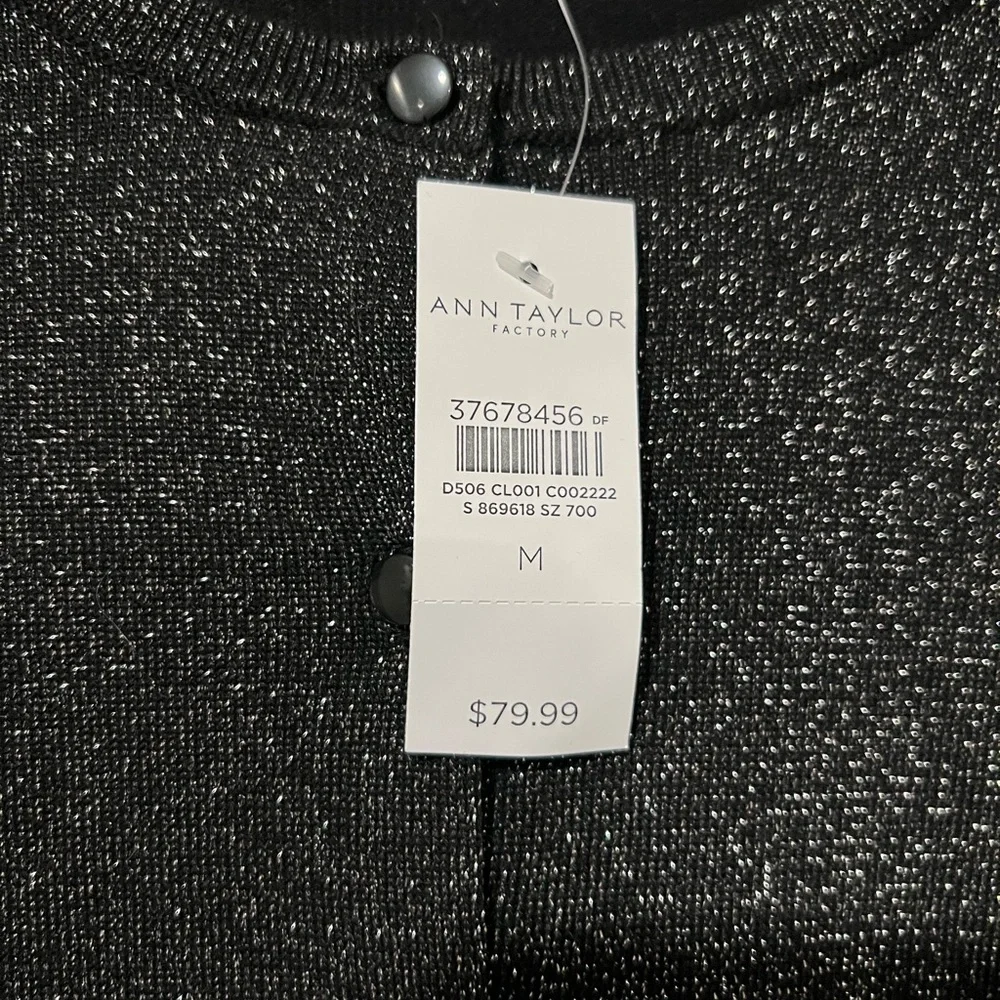 ANN TAYLOR
FACTORY
37678456 DF
D506 CL001 C002222
S 869618 SZ 700
M
$79.99